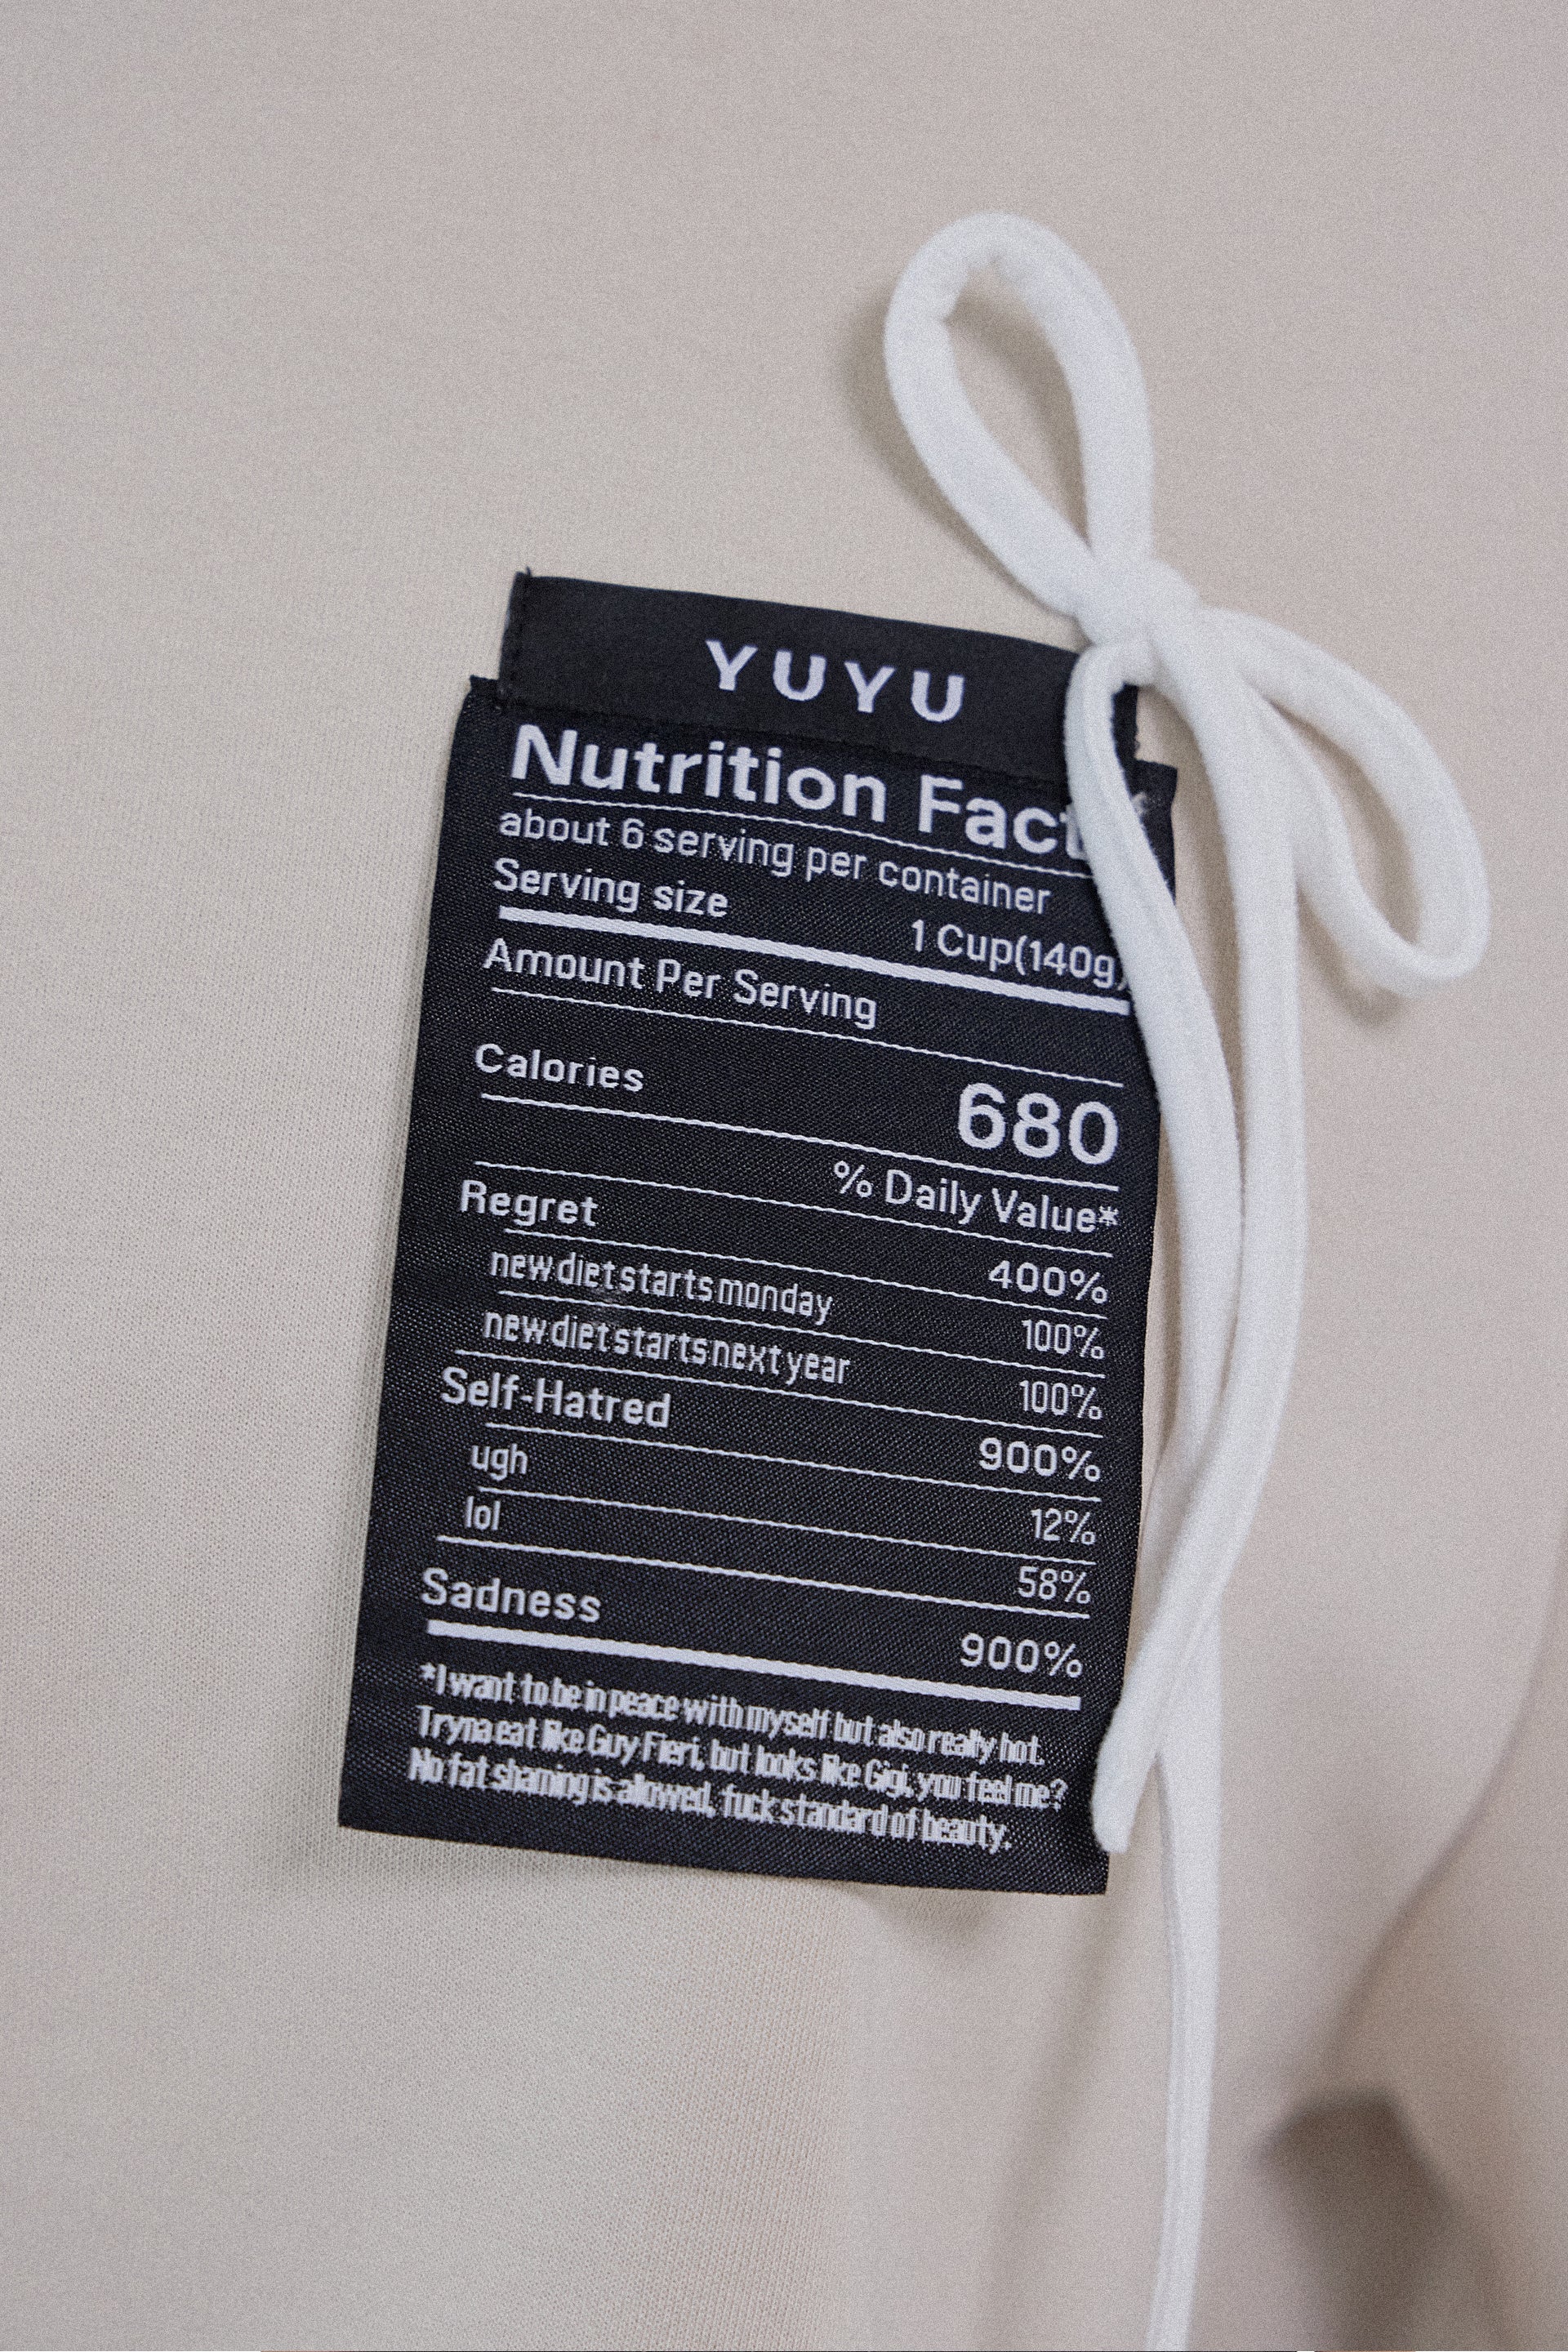 YUYU
Nutrition Fact
about 6 serving per container
Serving size 1 Cup(140g)
Amount Per Serving
Calories 680
% Daily Value*
Regret 400%
new diet starts monday 100%
new diet starts next year 100%
Self-Hatred 900%
ugh 12%
lol 58%
Sadness 900%
*I want to be in peace with myself but also really hot.
Tryna eat like Guy Fieri, but looks like Gigi, you feel me?
No fat shaming is allowed, fuck standard of beauty.